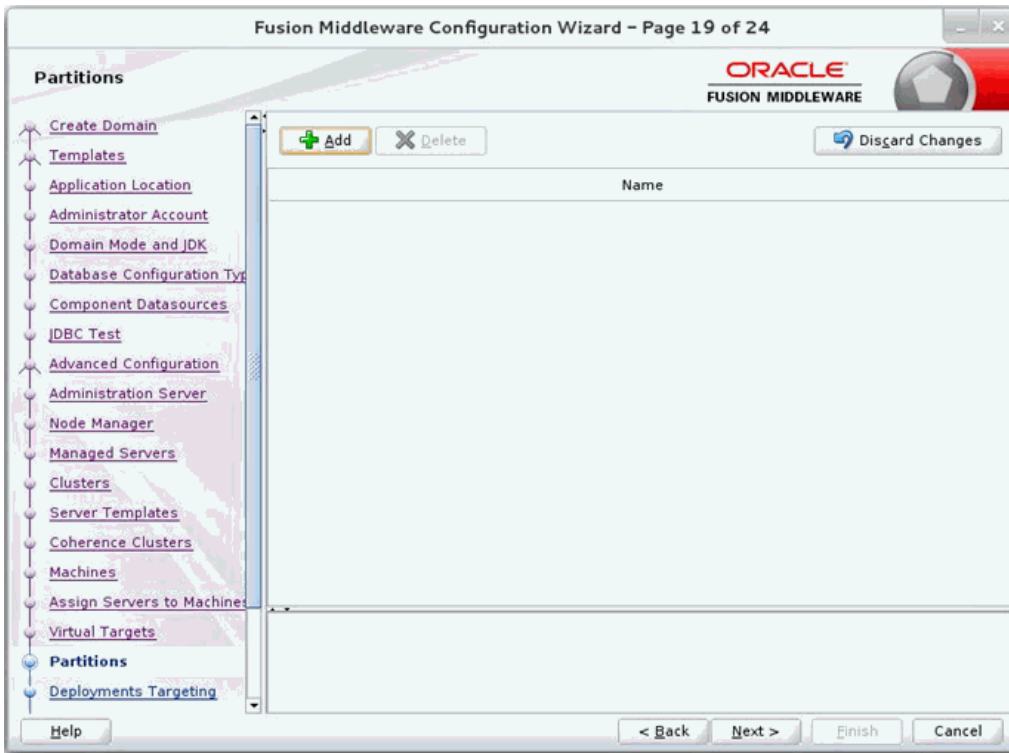 Fusion Middleware Configuration Wizard – Page 19 of 24
Partitions
ORACLE
FUSION MIDDLEWARE
Create Domain
Templates
Application Location
Administrator Account
Domain Mode and JDK
Database Configuration Typ
Component Datasources
JDBC Test
Advanced Configuration
Administration Server
Node Manager
Managed Servers
Clusters
Server Templates
Coherence Clusters
Machines
Assign Servers to Machines
Virtual Targets
Partitions
Deployments Targeting
Add Delete Discard Changes
Name
Help < Back Next > Finish Cancel